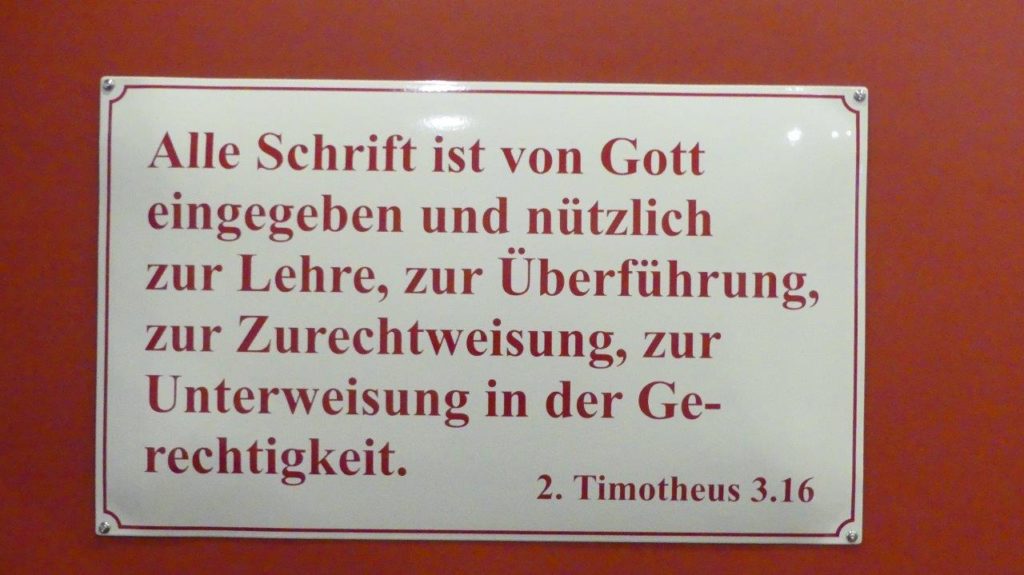 Alle Schrift ist von Gott
eingegeben und nützlich
zur Lehre, zur Überführung,
zur Zurechtweisung, zur
Unterweisung in der Ge-
rechtigkeit.
2. Timotheus 3.16